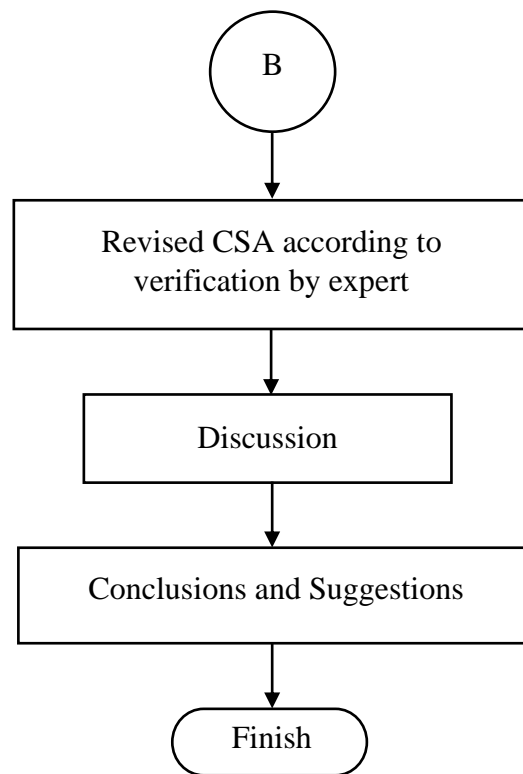 B
Revised CSA according to
verification by expert
Discussion
Conclusions and Suggestions
Finish